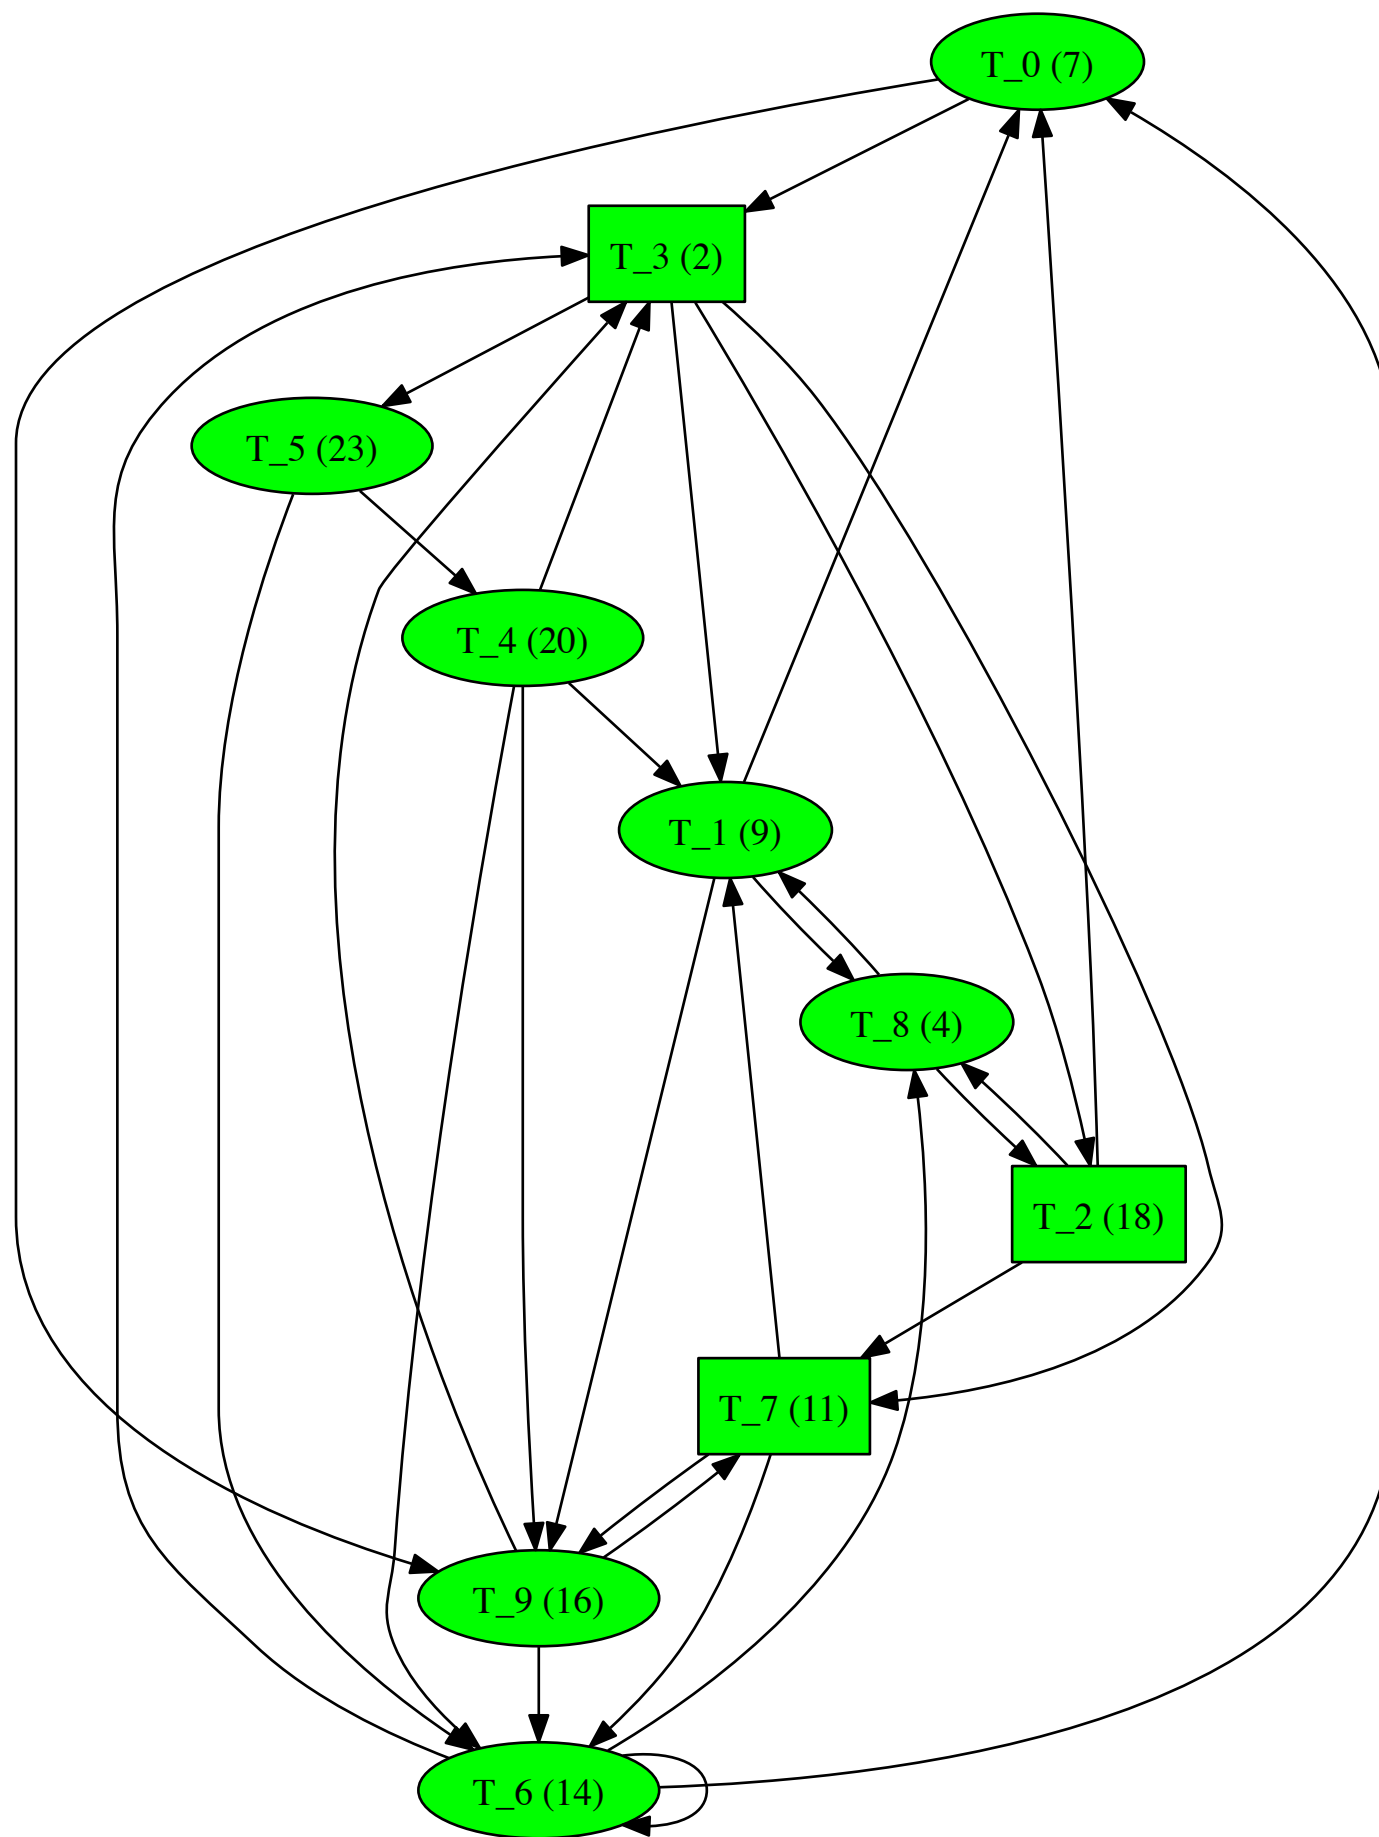 T_0 (7)
T_3 (2)
T_5 (23)
T_4 (20)
T_1 (9)
T_8 (4)
T_2 (18)
T_7 (11)
T_9 (16)
T_6 (14)